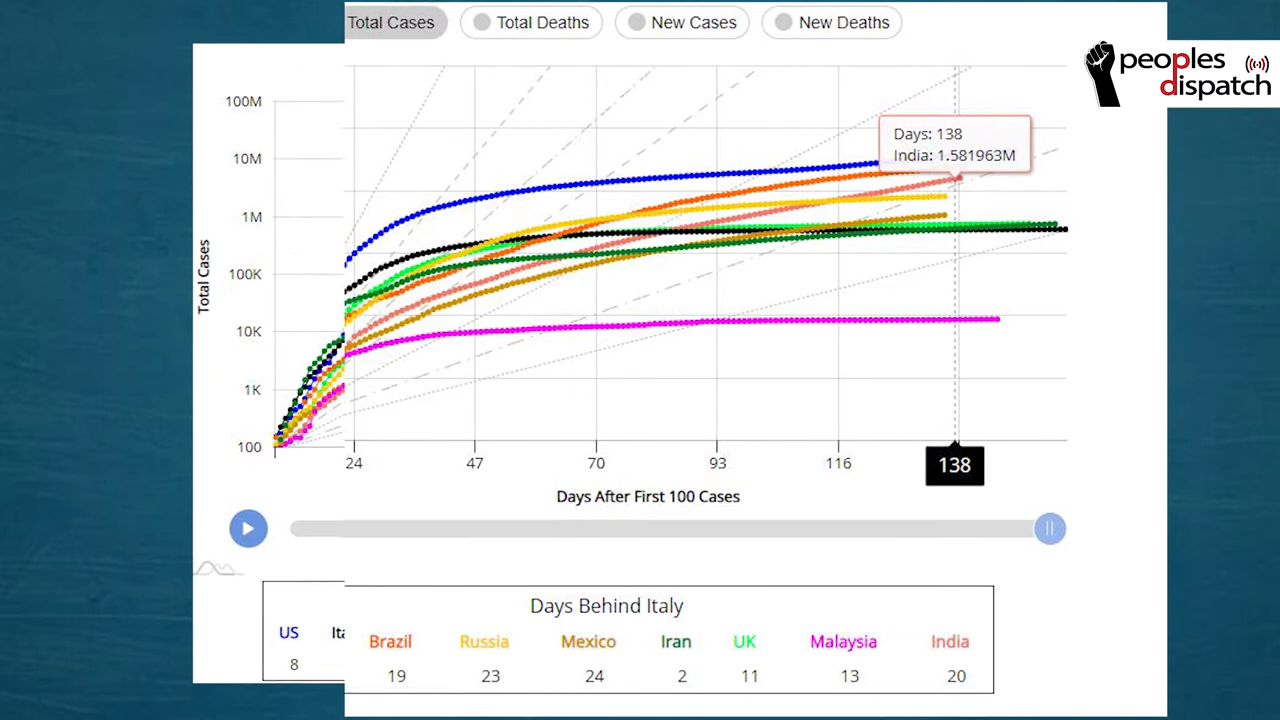 Total Cases
Total Deaths
New Cases
New Deaths
peoples
dispatch
100M
10M
1M
100K
10K
1K
100
Total Cases
Days: 138
India: 1.581963M
24
47
70
93
116
138
Days After First 100 Cases
Days Behind Italy
US
Ita
Brazil
Russia
Mexico
Iran
UK
Malaysia
India
8
19
23
24
2
11
13
20